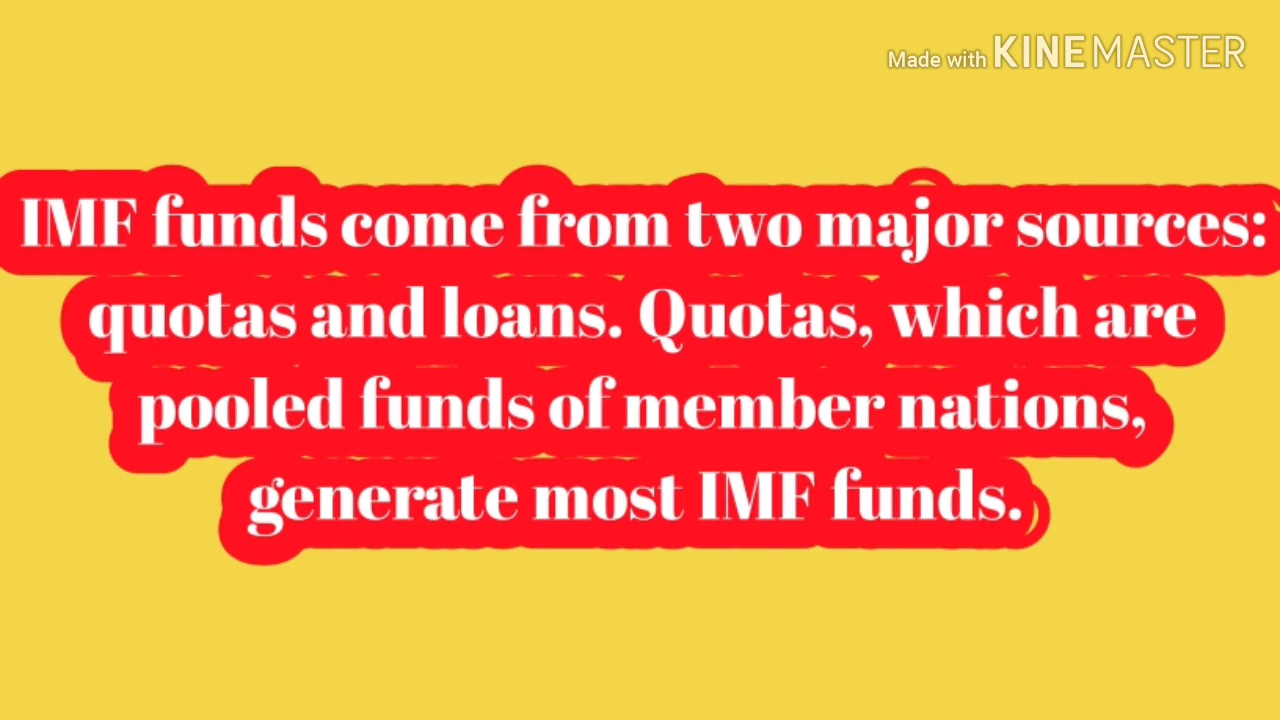 Made with KINEMASTER
IMF funds come from two major sources:
quotas and loans. Quotas, which are
pooled funds of member nations,
generate most IMF funds.